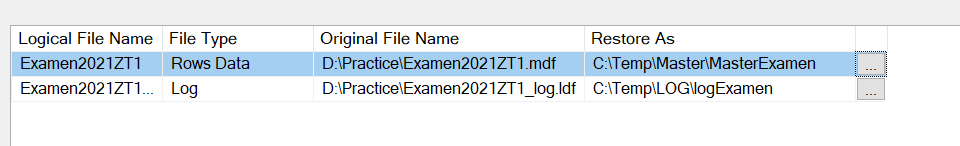 Logical File Name File Type Original File Name Restore As
Examen2021ZT1 Rows Data D:\Practice\Examen2021ZT1.mdf C:\Temp\Master\MasterExamen ...
Examen2021ZT1... Log D:\Practice\Examen2021ZT1_log.ldf C:\Temp\LOG\logExamen ...